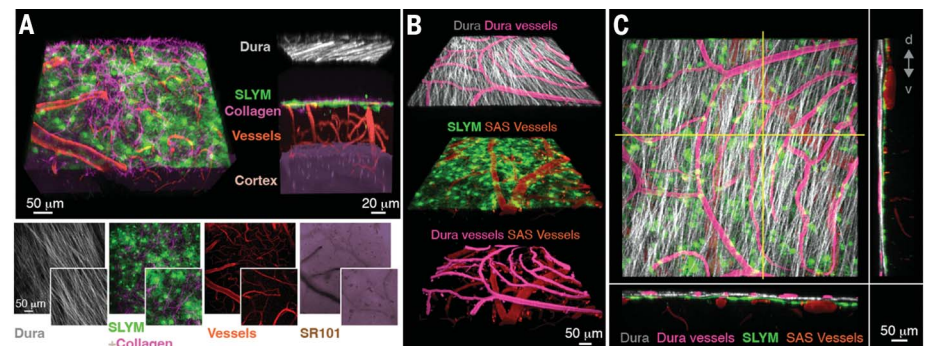 A
Dura
SLYM
Collagen
Vessels
Cortex
50 μm
20 μm
50 μm
Dura
SLYM
+Collagen
Vessels
SR101
B
Dura Dura vessels
SLYM SAS Vessels
Dura vessels SAS Vessels
50 μm
C
d
v
Dura Dura vessels SLYM SAS Vessels
50 μm